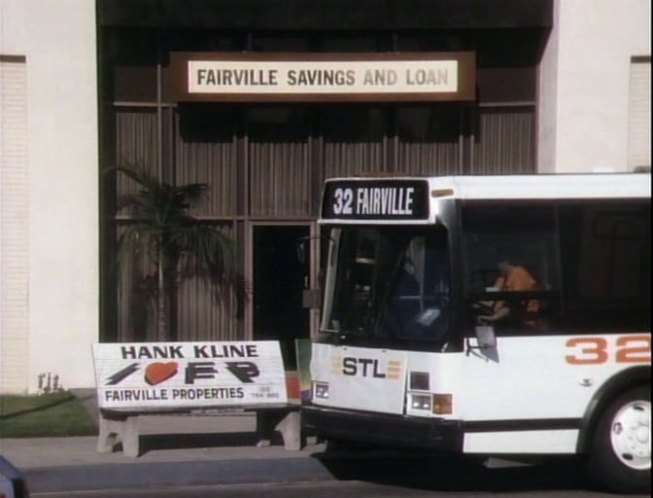 FAIRVILLE SAVINGS AND LOAN
32 FAIRVILLE
HANK KLINE
I ♥ F P
FAIRVILLE PROPERTIES
STL
32